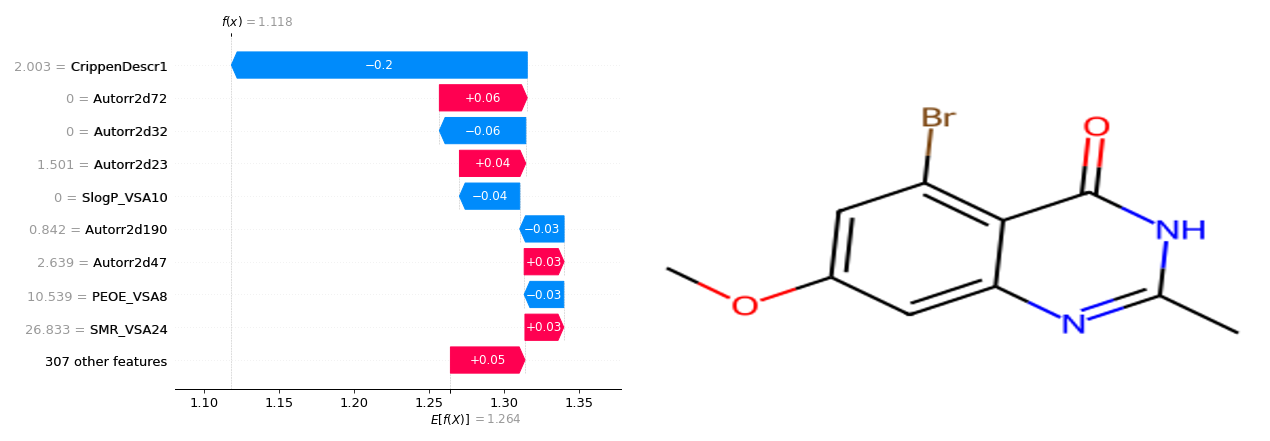 f(x) = 1.118
2.003 = CrippenDescr1
−0.2
0 = Autorr2d72
+0.06
0 = Autorr2d32
−0.06
1.501 = Autorr2d23
+0.04
0 = SlogP_VSA10
−0.04
0.842 = Autorr2d190
−0.03
2.639 = Autorr2d47
+0.03
10.539 = PEOE_VSA8
−0.03
26.833 = SMR_VSA24
+0.03
307 other features
+0.05
1.10 1.15 1.20 1.25 1.30 1.35
E[f(X)] = 1.264
Br
O
NH
O
N